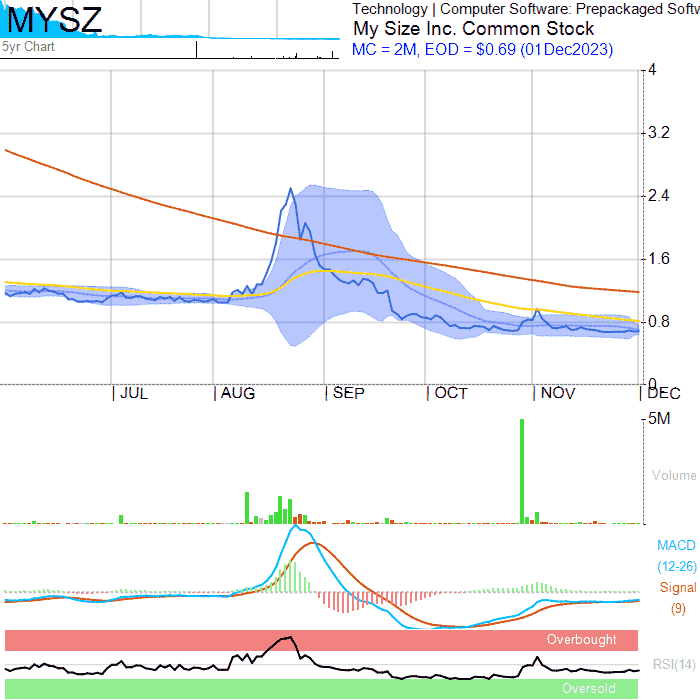 MYSZ
5yr Chart
Technology | Computer Software: Prepackaged Softw
My Size Inc. Common Stock
MC = 2M, EOD = $0.69 (01Dec2023)
4
3.2
2.4
1.6
0.8
0
JUL AUG SEP OCT NOV DEC
5M
Volume
MACD
(12-26)
Signal
(9)
Overbought
RSI(14)
Oversold